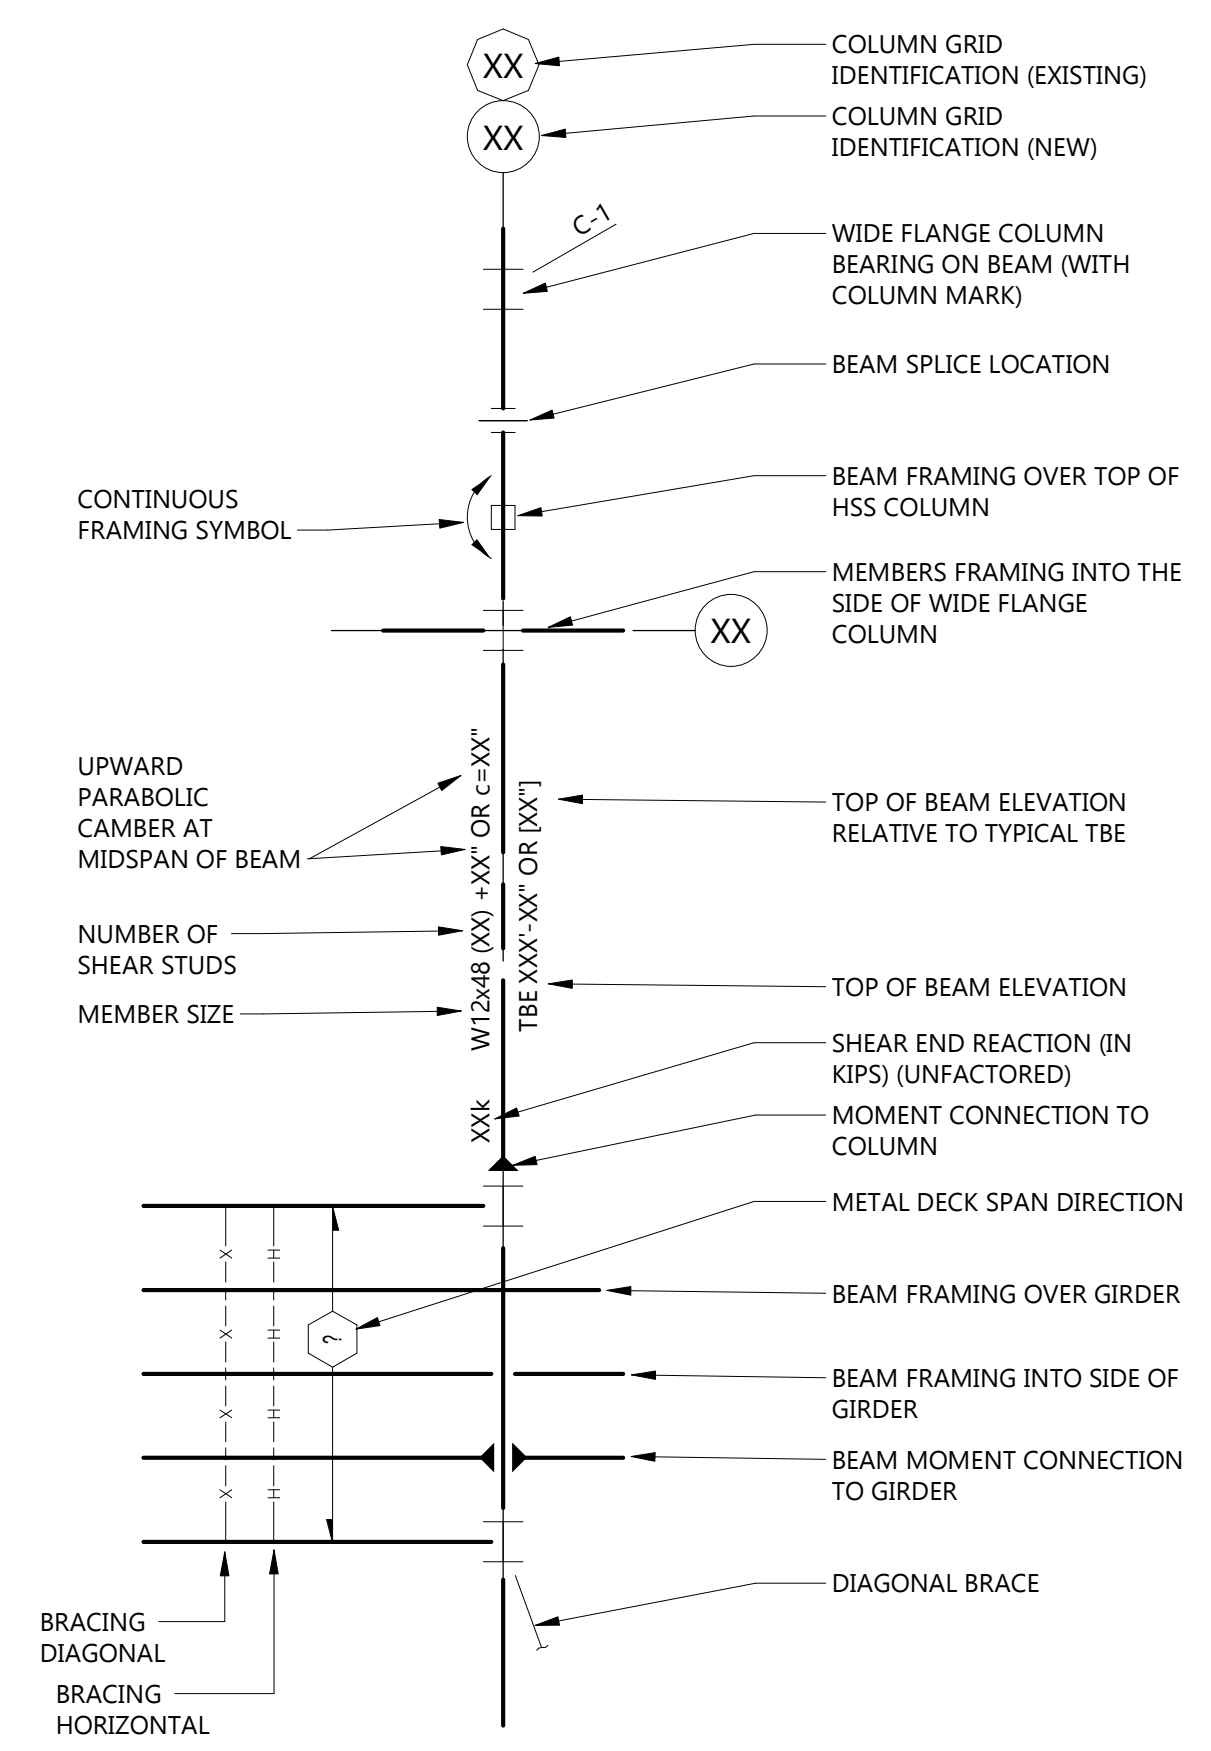 XX
COLUMN GRID
IDENTIFICATION (EXISTING)
XX
COLUMN GRID
IDENTIFICATION (NEW)
C-1
WIDE FLANGE COLUMN
BEARING ON BEAM (WITH
COLUMN MARK)
BEAM SPLICE LOCATION
CONTINUOUS
FRAMING SYMBOL
BEAM FRAMING OVER TOP OF
HSS COLUMN
MEMBERS FRAMING INTO THE
SIDE OF WIDE FLANGE
COLUMN
XX
UPWARD
PARABOLIC
CAMBER AT
MIDSPAN OF BEAM
NUMBER OF
SHEAR STUDS
MEMBER SIZE
W12x48 (XX) +XX" OR c=XX"
TBE XXX'-XX" OR [XX"]
TOP OF BEAM ELEVATION
RELATIVE TO TYPICAL TBE
TOP OF BEAM ELEVATION
XXk
SHEAR END REACTION (IN
KIPS) (UNFACTORED)
MOMENT CONNECTION TO
COLUMN
METAL DECK SPAN DIRECTION
X H
BEAM FRAMING OVER GIRDER
X H ?
BEAM FRAMING INTO SIDE OF
GIRDER
X H
BEAM MOMENT CONNECTION
TO GIRDER
X H
DIAGONAL BRACE
BRACING
DIAGONAL
BRACING
HORIZONTAL